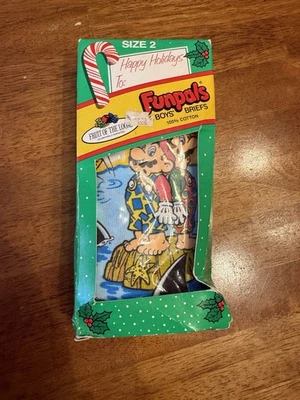 SIZE 2
Happy Holidays
To:
Funpals®
BOYS' BRIEFS
100% COTTON
FRUIT OF THE LOOM